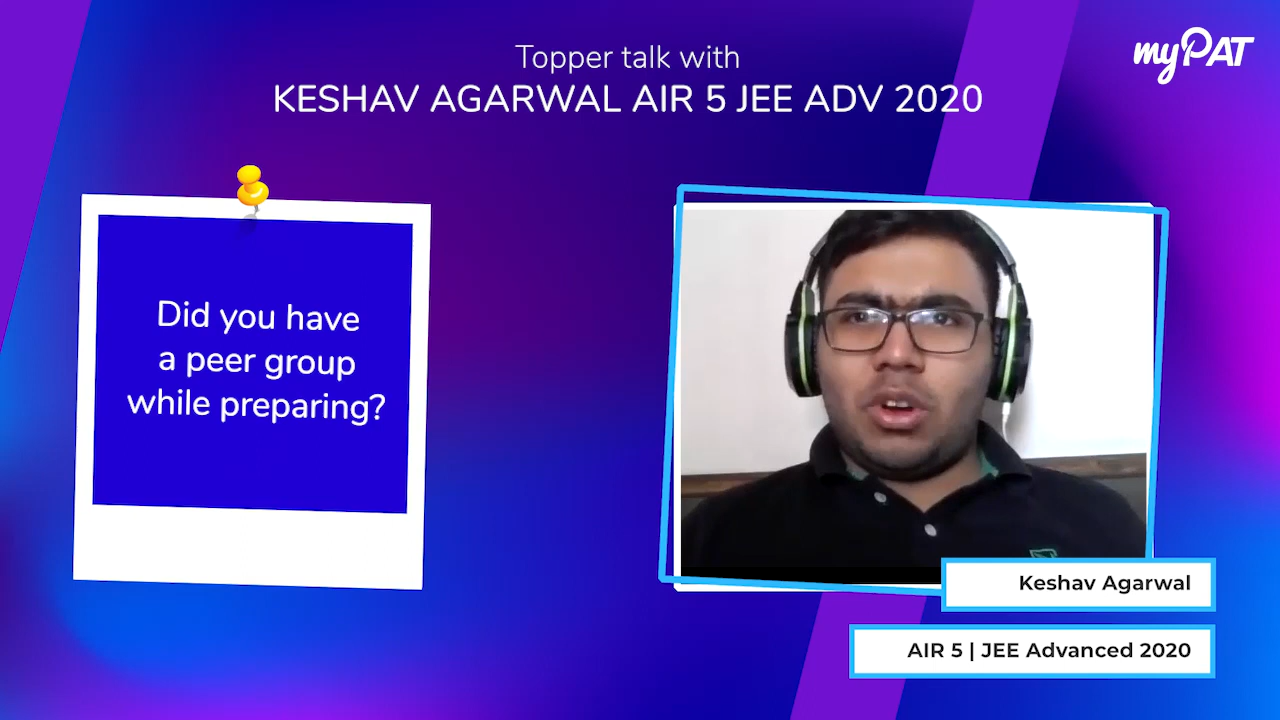 Topper talk with
KESHAV AGARWAL AIR 5 JEE ADV 2020
myPAT
Did you have
a peer group
while preparing?
Keshav Agarwal
AIR 5 | JEE Advanced 2020